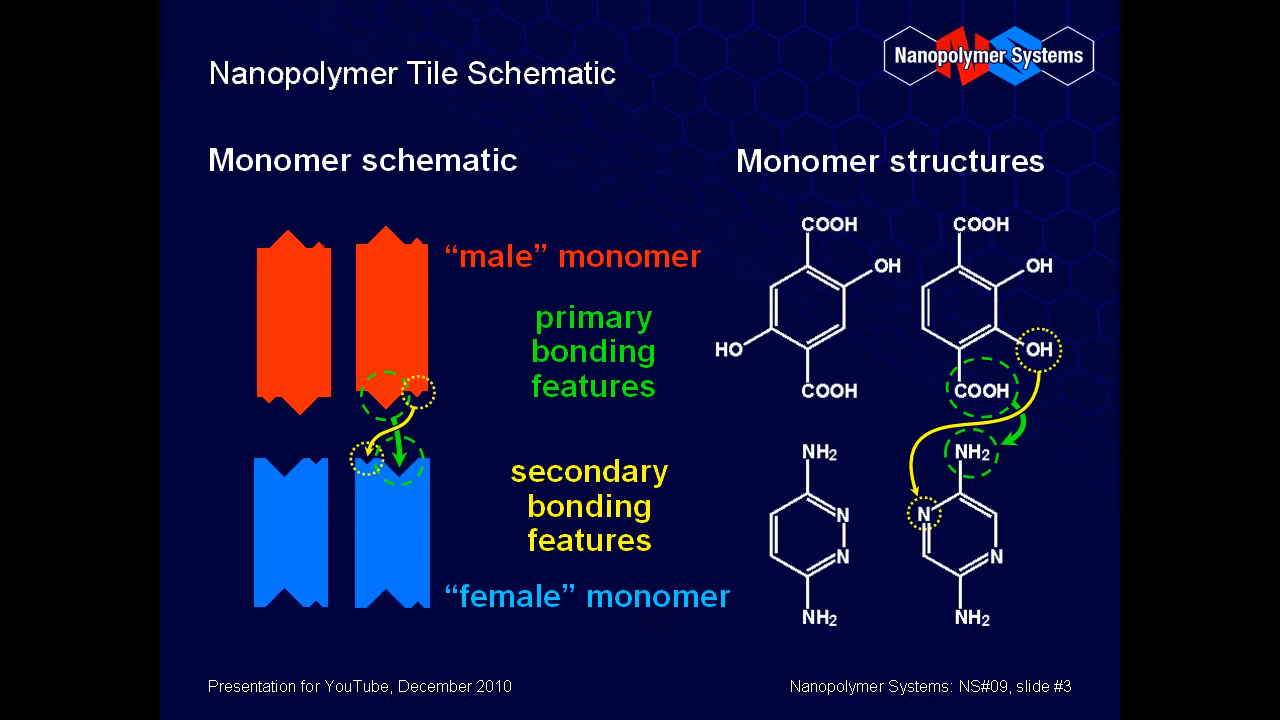 Nanopolymer Tile Schematic
Nanopolymer Systems
Monomer schematic
Monomer structures
“male” monomer
primary
bonding
features
secondary
bonding
features
“female” monomer
COOH
OH
HO
COOH
COOH
OH
OH
COOH
NH2
N
N
NH2
NH2
N
N
NH2
Presentation for YouTube, December 2010
Nanopolymer Systems: NS#09, slide #3